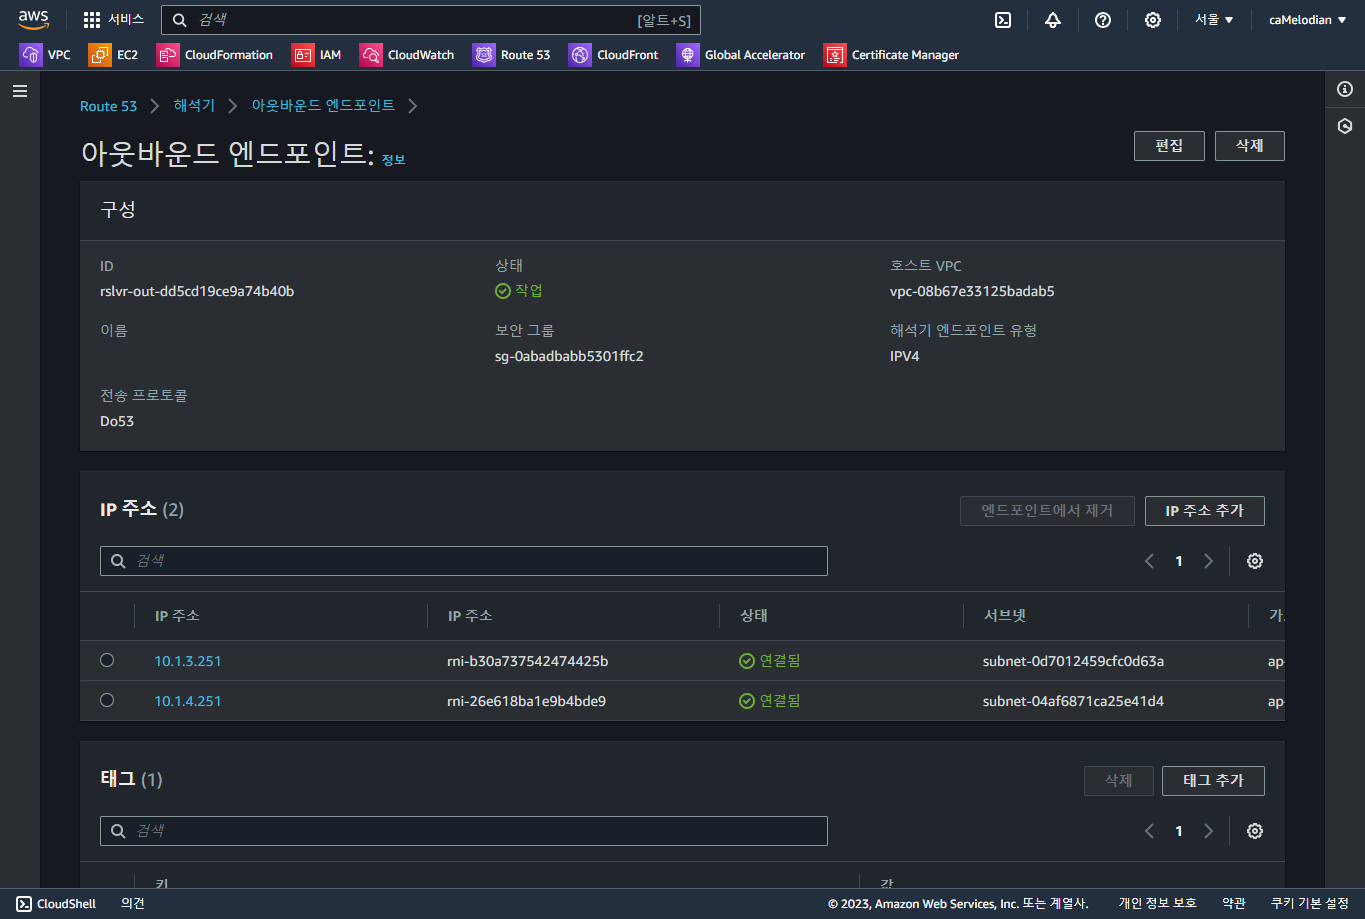 aws 서비스 검색 [알트+S] 서울 ▼ caMelodian ▼
VPC EC2 CloudFormation IAM CloudWatch Route 53 CloudFront Global Accelerator Certificate Manager
Route 53 > 해석기 > 아웃바운드 엔드포인트 >
아웃바운드 엔드포인트: 정보 편집 삭제
구성
ID 상태 호스트 VPC
rslvr-out-dd5cd19ce9a74b40b 작업 vpc-08b67e33125badab5
이름 보안 그룹 해석기 엔드포인트 유형
sg-0abadbabb5301ffc2 IPV4
전송 프로토콜
Do53
IP 주소 (2) 엔드포인트에서 제거 IP 주소 추가
검색 1
IP 주소 IP 주소 상태 서브넷
10.1.3.251 rni-b30a737542474425b 연결됨 subnet-0d7012459cfc0d63a ap-
10.1.4.251 rni-26e618ba1e9b4bde9 연결됨 subnet-04af6871ca25e41d4 ap-
태그 (1) 삭제 태그 추가
검색 1
키 값
CloudShell 의견 © 2023, Amazon Web Services, Inc. 또는 계열사. 개인 정보 보호 약관 쿠키 기본 설정